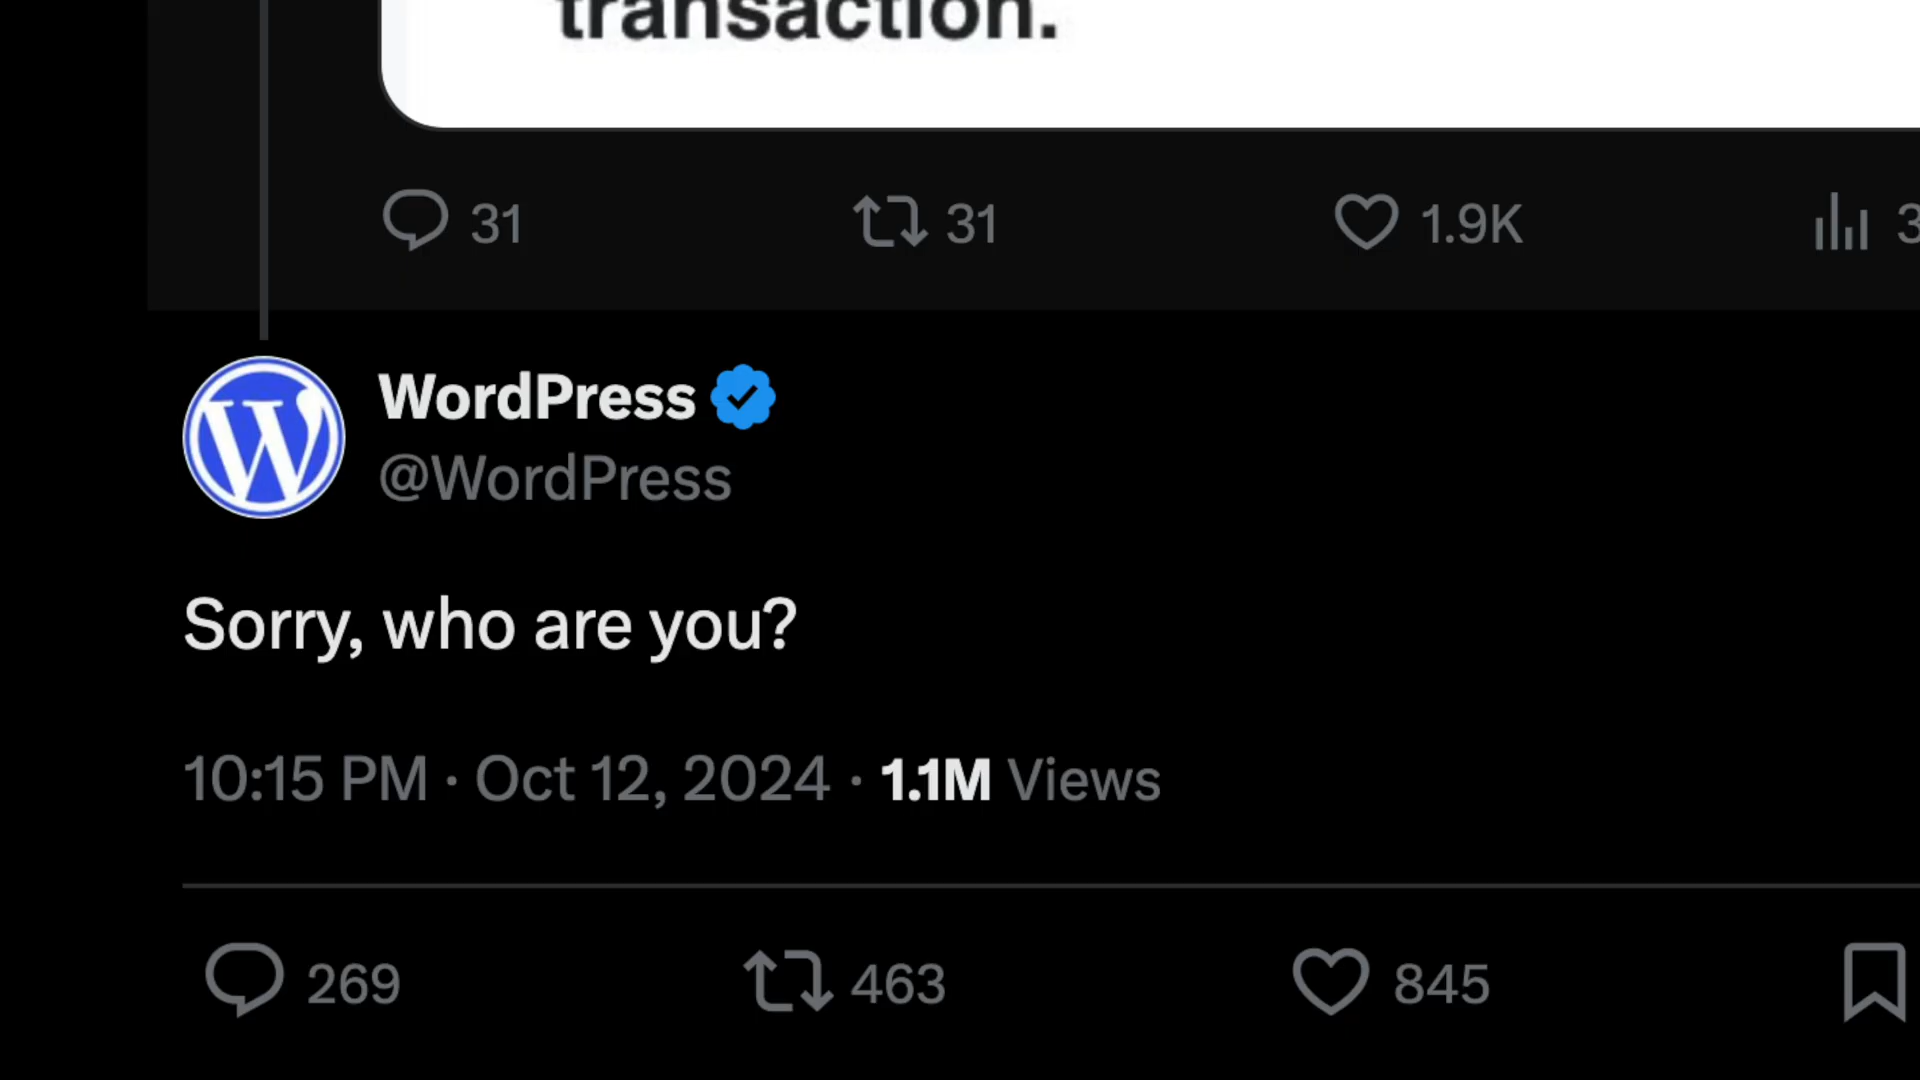 transaction.
31 31 1.9K 3
WordPress
@WordPress
Sorry, who are you?
10:15 PM · Oct 12, 2024 · 1.1M Views
269 463 845